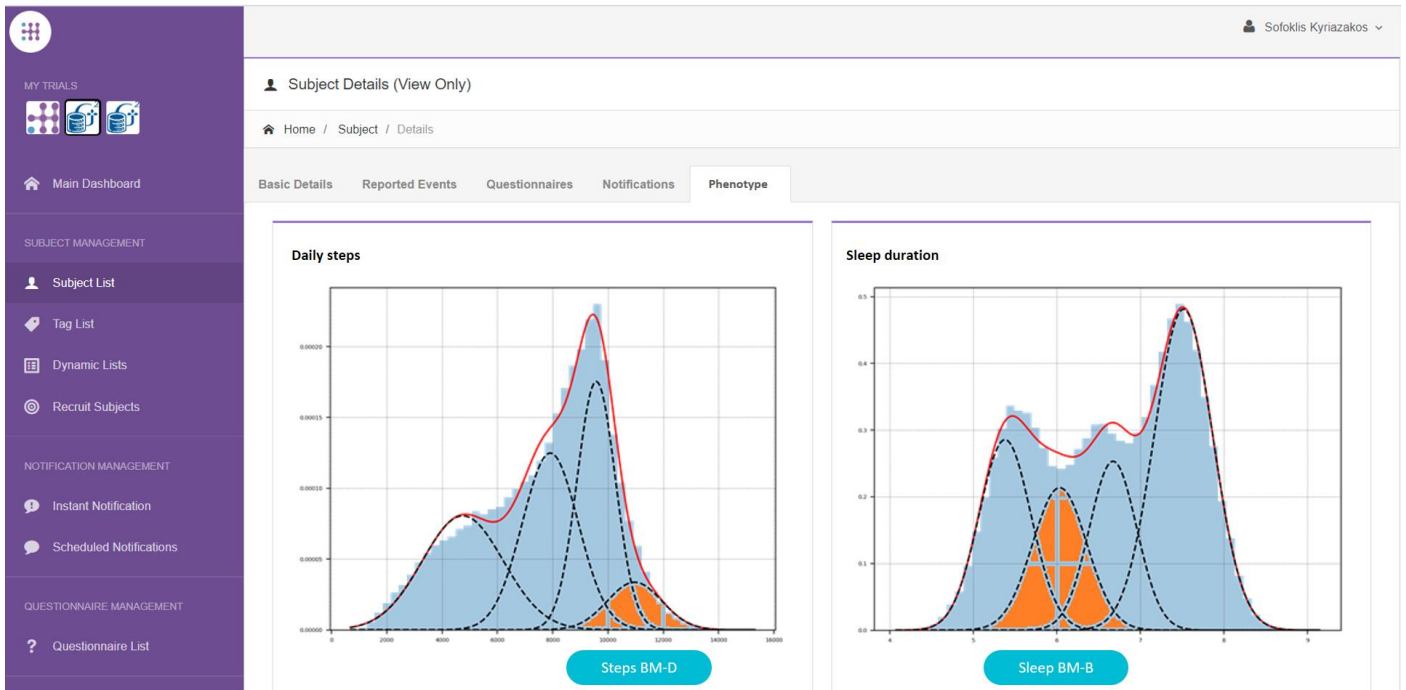 Sofoklis Kyriazakos
MY TRIALS
Subject Details (View Only)
Home / Subject / Details
Main Dashboard
Basic Details Reported Events Questionnaires Notifications Phenotype
SUBJECT MANAGEMENT
Subject List
Tag List
Dynamic Lists
Recruit Subjects
NOTIFICATION MANAGEMENT
Instant Notification
Scheduled Notifications
QUESTIONNAIRE MANAGEMENT
Questionnaire List
Daily steps
0.00020
0.00015
0.00010
0.00005
0.00000
0 2000 4000 6000 8000 10000 12000 14000 16000
Steps BM-D
Sleep duration
0.5
0.4
0.3
0.2
0.1
0.0
4 5 6 7 8 9
Sleep BM-B